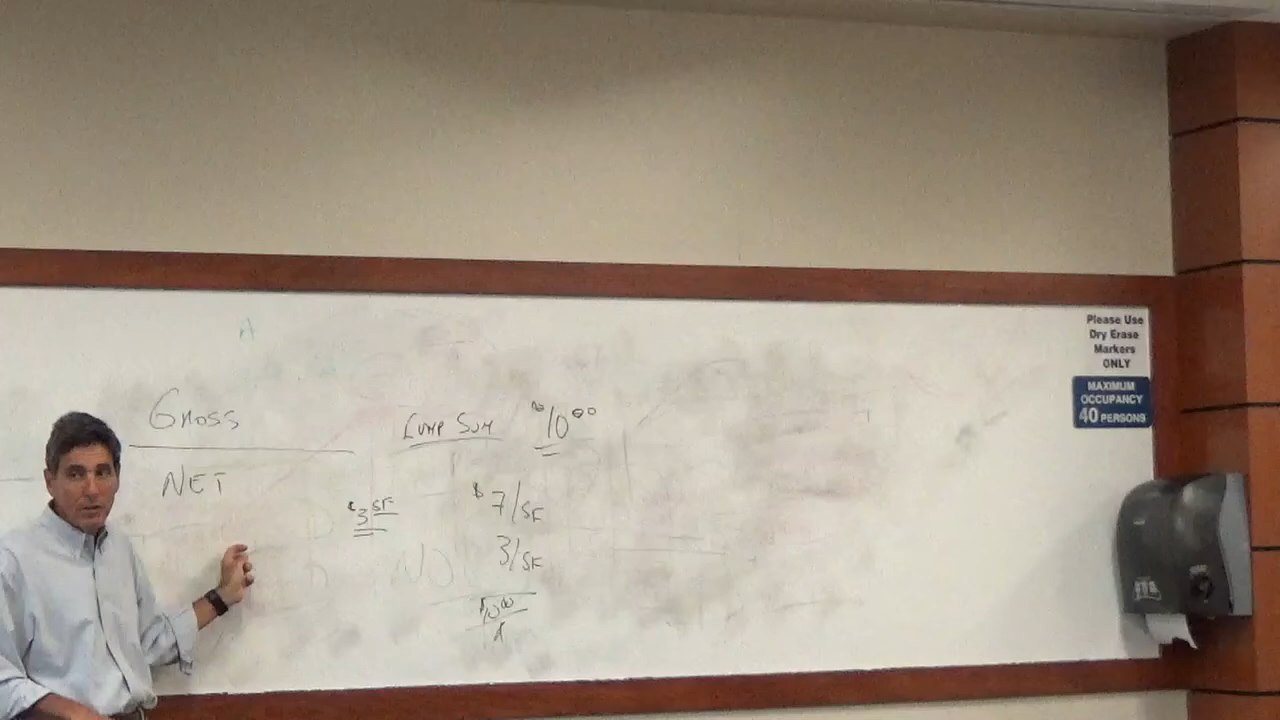 A
GROSS
LUMP SUM $10.00
NET
$3 SF
$7/SF
3/SF
10.00
Please Use
Dry Erase
Markers
ONLY
MAXIMUM
OCCUPANCY
40 PERSONS